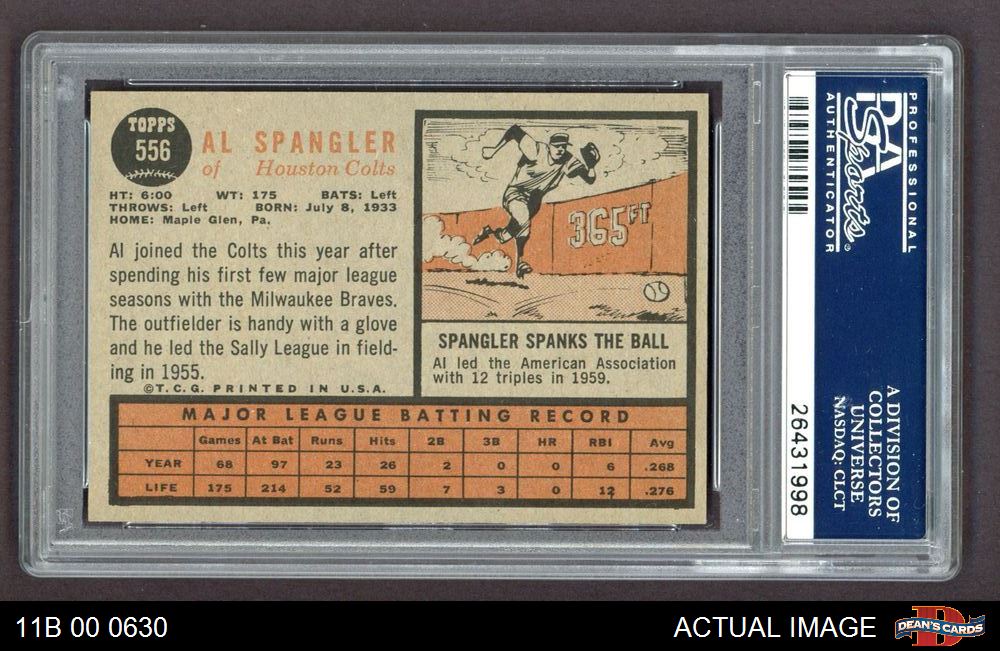 TOPPS
556
AL SPANGLER
of Houston Colts
HT: 6:00 WT: 175 BATS: Left
THROWS: Left BORN: July 8, 1933
HOME: Maple Glen, Pa.
Al joined the Colts this year after
spending his first few major league
seasons with the Milwaukee Braves.
The outfielder is handy with a glove
and he led the Sally League in field-
ing in 1955.
©T.C.G. PRINTED IN U.S.A.
365FT
SPANGLER SPANKS THE BALL
Al led the American Association
with 12 triples in 1959.
MAJOR LEAGUE BATTING RECORD
Games At Bat Runs Hits 2B 3B HR RBI Avg
YEAR 68 97 23 26 2 0 0 6 .268
LIFE 175 214 52 59 7 3 0 12 .276
PROFESSIONAL
PSA
Sports®
AUTHENTICATOR
A DIVISION OF
COLLECTORS
UNIVERSE
NASDAQ: CLCT
26431998
11B 00 0630
ACTUAL IMAGE
D
DEAN'S CARDS